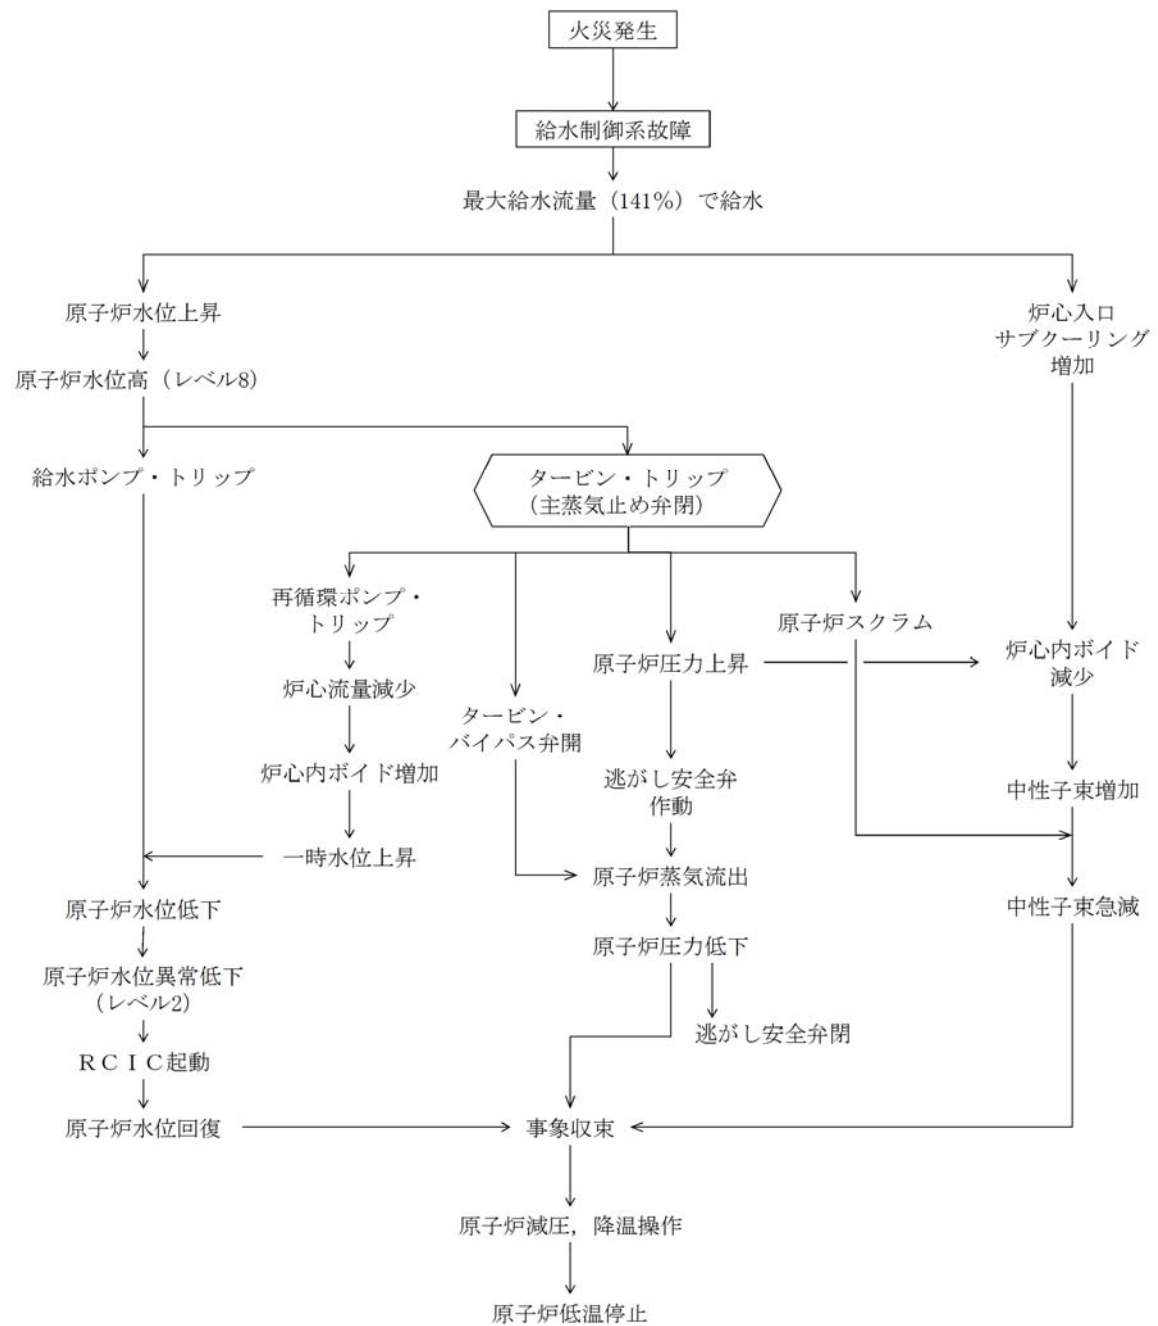 火災発生
給水制御系故障
最大給水流量（141％）で給水
原子炉水位上昇
炉心入口
サブクーリング
増加
原子炉水位高（レベル8）
給水ポンプ・トリップ
タービン・トリップ
（主蒸気止め弁閉）
再循環ポンプ・
トリップ
原子炉スクラム
原子炉圧力上昇
炉心内ボイド
減少
炉心流量減少
タービン・
バイパス弁開
炉心内ボイド増加
逃がし安全弁
作動
中性子束増加
一時水位上昇
原子炉蒸気流出
原子炉水位低下
中性子束急減
原子炉圧力低下
原子炉水位異常低下
（レベル2）
逃がし安全弁閉
ＲＣＩＣ起動
原子炉水位回復
事象収束
原子炉減圧，降温操作
原子炉低温停止